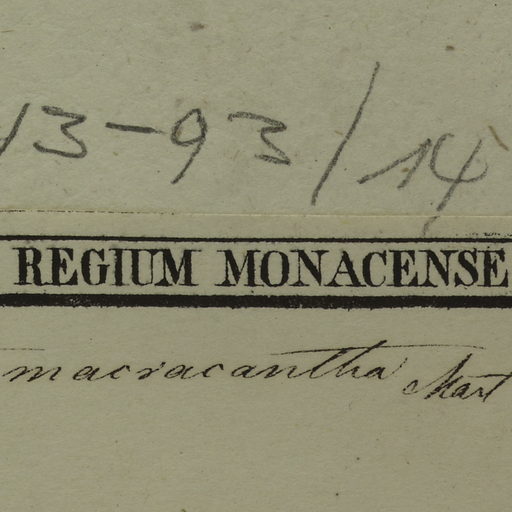 13-93/14
REGIUM MONACENSE
macracantha Mart